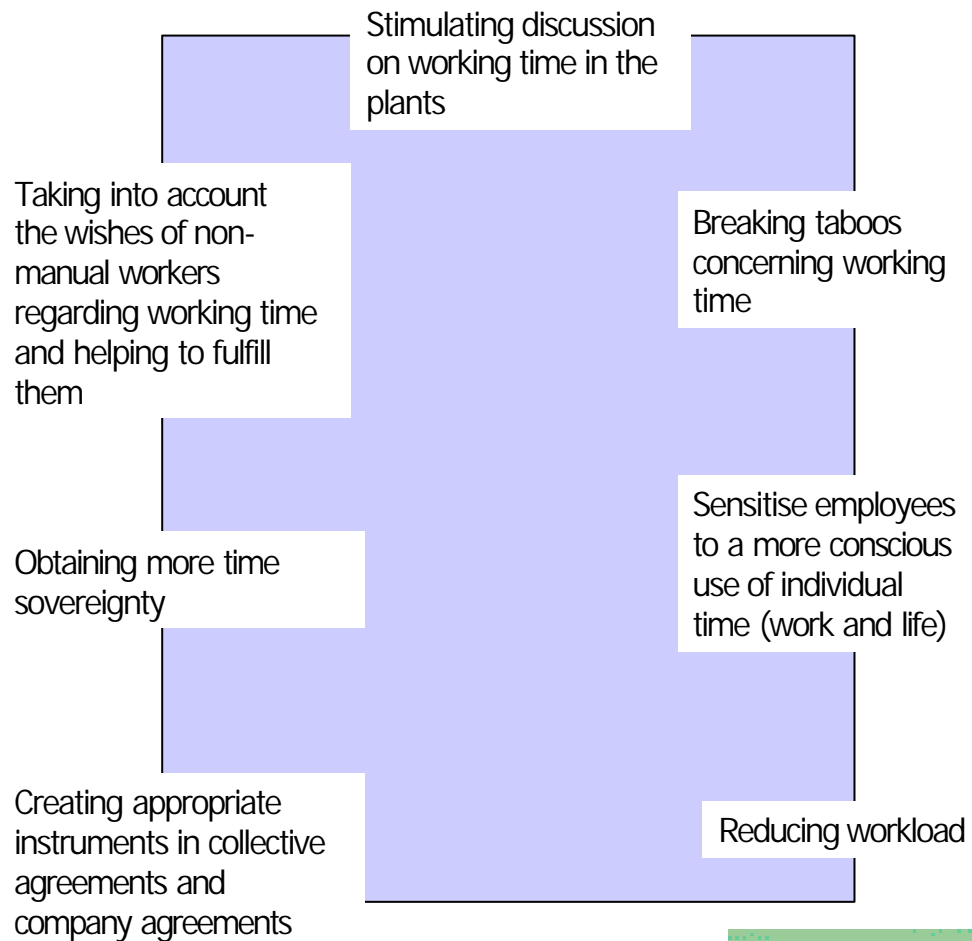 Stimulating discussion
on working time in the
plants
Taking into account
the wishes of non-
manual workers
regarding working time
and helping to fulfill
them
Breaking taboos
concerning working
time
Obtaining more time
sovereignty
Sensitise employees
to a more conscious
use of individual
time (work and life)
Creating appropriate
instruments in collective
agreements and
company agreements
Reducing workload